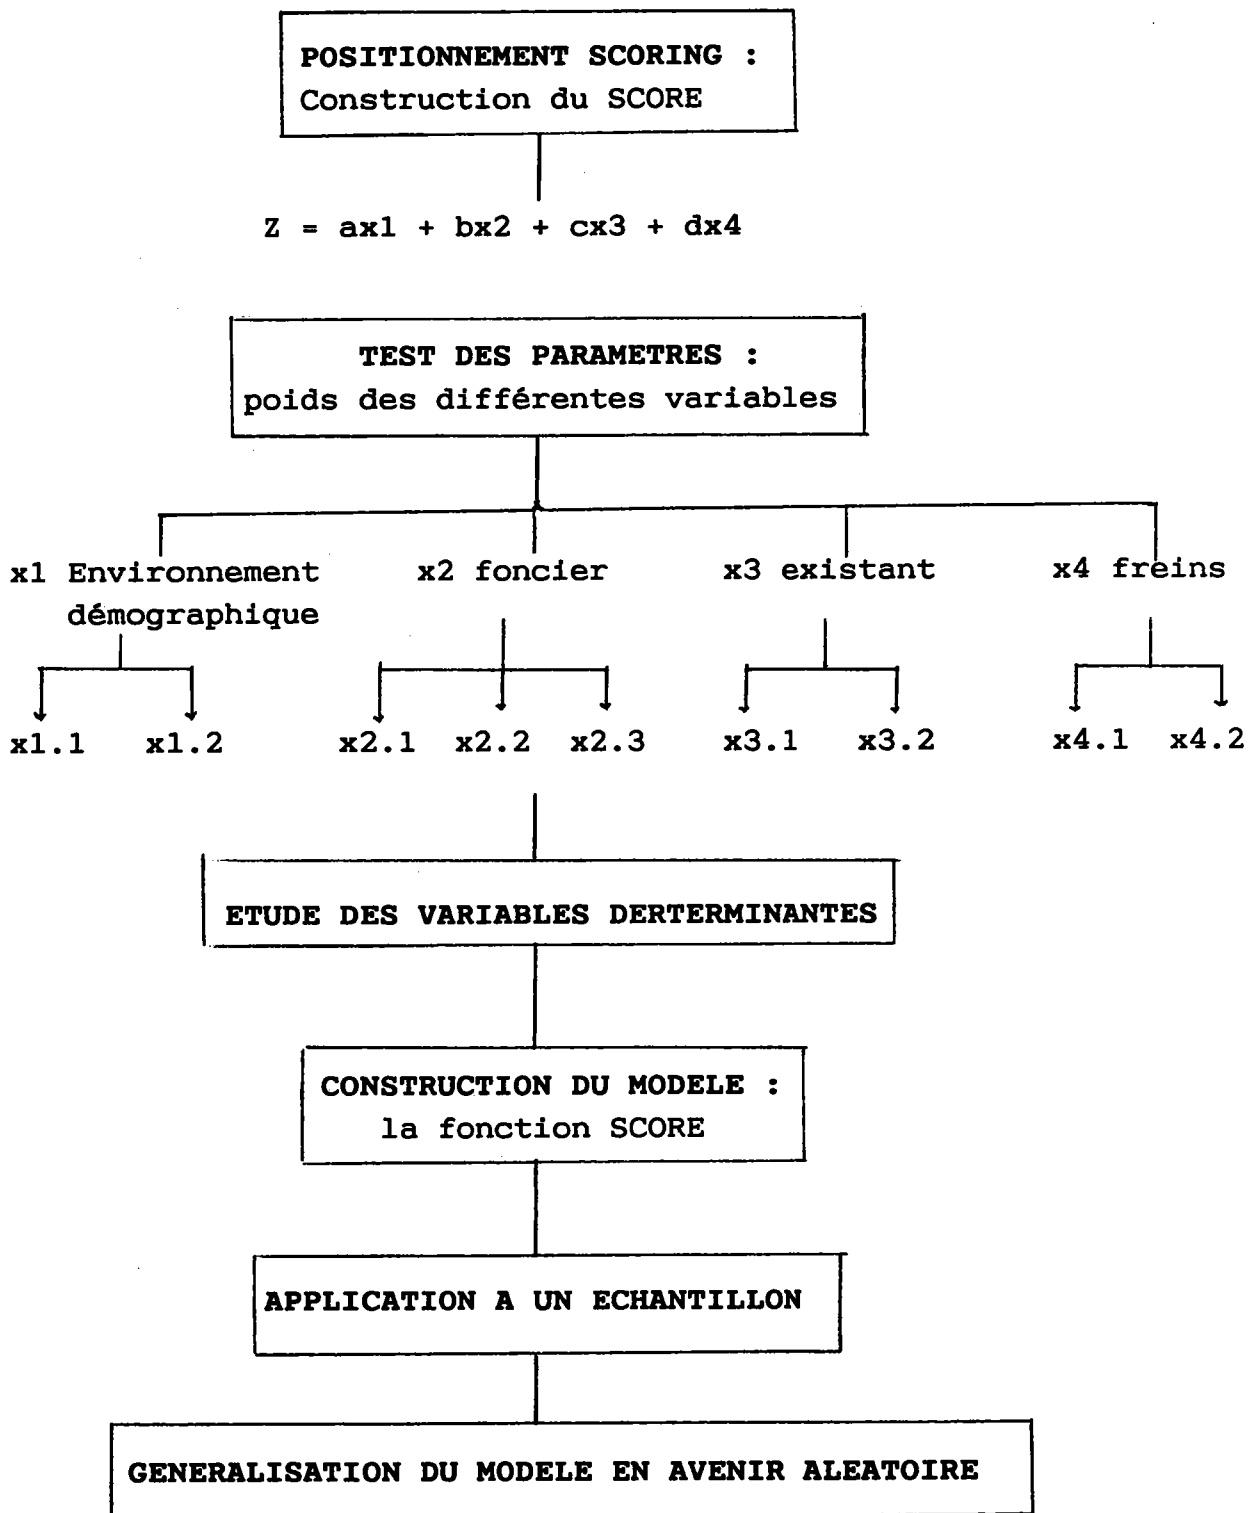 POSITIONNEMENT SCORING :
Construction du SCORE
Z = ax1 + bx2 + cx3 + dx4
TEST DES PARAMETRES :
poids des différentes variables
x1 Environnement démographique
x2 foncier
x3 existant
x4 freins
x1.1 x1.2
x2.1 x2.2 x2.3
x3.1 x3.2
x4.1 x4.2
ETUDE DES VARIABLES DERTERMINANTES
CONSTRUCTION DU MODELE :
la fonction SCORE
APPLICATION A UN ECHANTILLON
GENERALISATION DU MODELE EN AVENIR ALEATOIRE